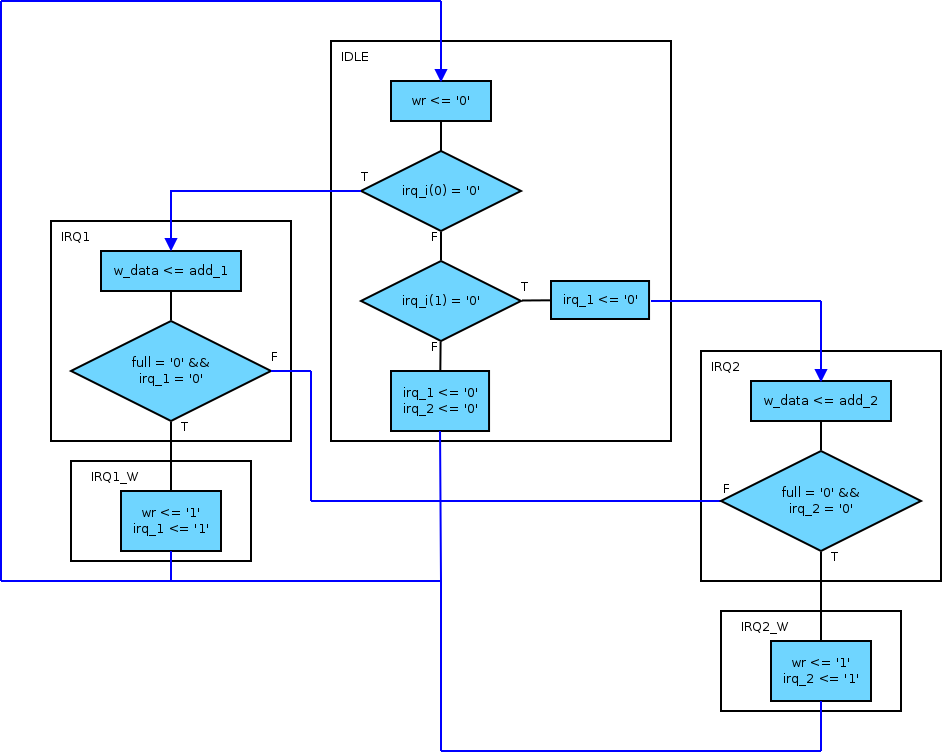 IDLE
wr <= '0'
T
irq_i(0) = '0'
F
IRQ1
w_data <= add_1
irq_i(1) = '0'
T
irq_1 <= '0'
F
full = '0' &&
irq_1 = '0'
F
T
irq_1 <= '0'
irq_2 <= '0'
IRQ2
w_data <= add_2
IRQ1_W
wr <= '1'
irq_1 <= '1'
F
full = '0' &&
irq_2 = '0'
T
IRQ2_W
wr <= '1'
irq_2 <= '1'